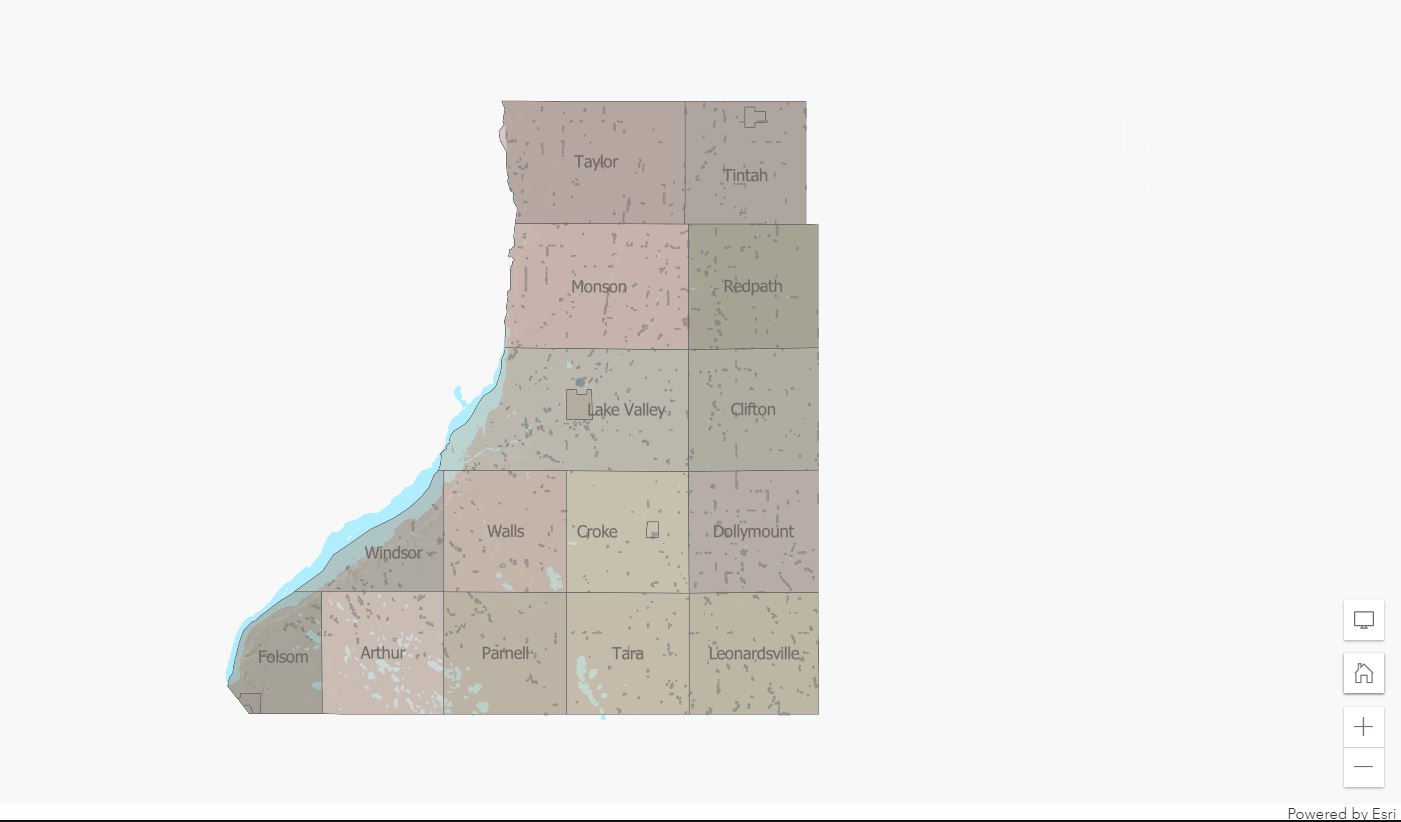 Taylor
Tintah
Monson
Redpath
Lake Valley
Clifton
Walls
Croke
Dollymount
Windsor
Folsom
Arthur
Parnell
Tara
Leonardsville
Powered by Esri